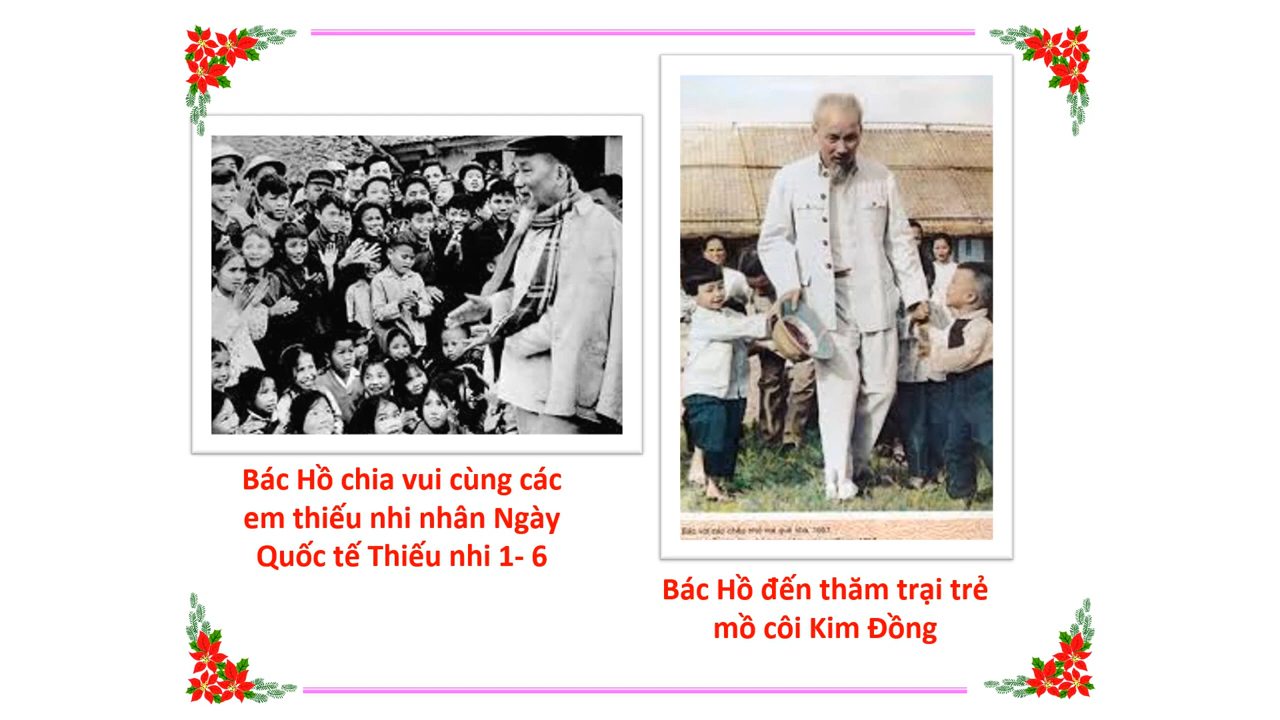 Bác Hồ chia vui cùng các
em thiếu nhi nhân Ngày
Quốc tế Thiếu nhi 1- 6
Bác Hồ đến thăm trại trẻ
mồ côi Kim Đồng